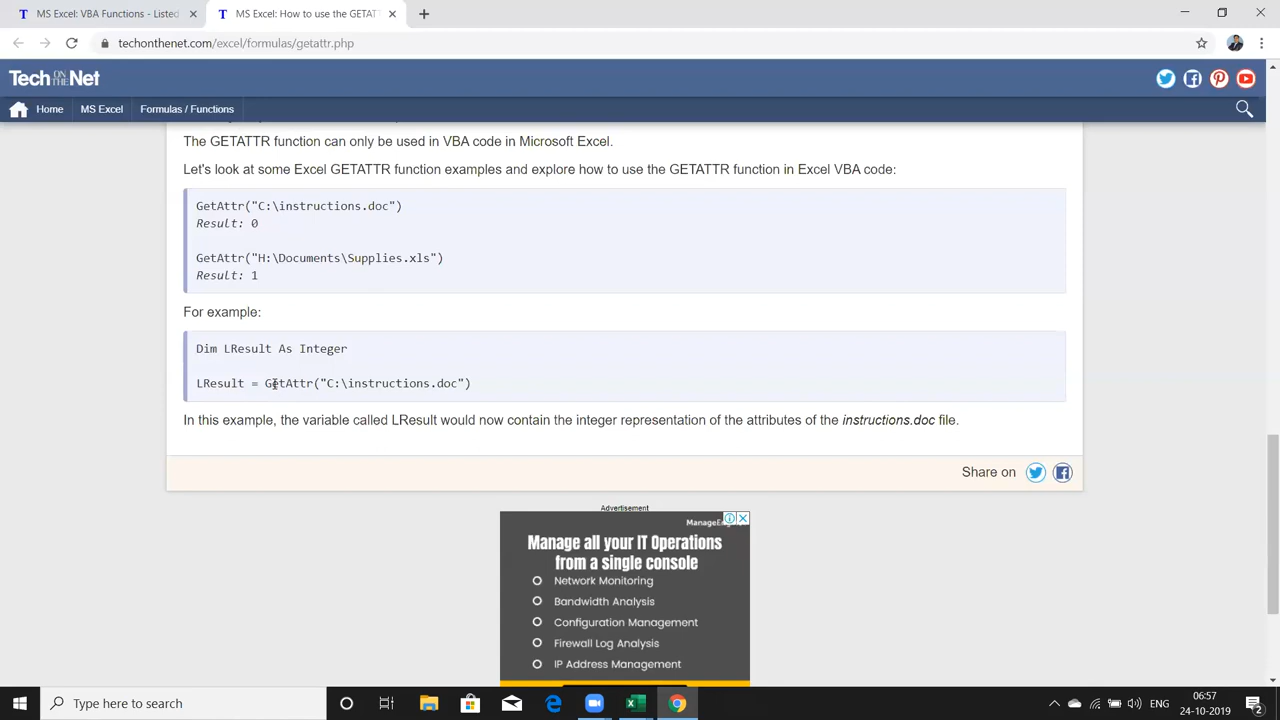 MS Excel: VBA Functions - Listed
MS Excel: How to use the GETATT
techonthenet.com/excel/formulas/getattr.php
Tech ON THE Net
Home
MS Excel
Formulas / Functions
The GETATTR function can only be used in VBA code in Microsoft Excel.
Let's look at some Excel GETATTR function examples and explore how to use the GETATTR function in Excel VBA code:
GetAttr("C:\instructions.doc")
Result: 0
GetAttr("H:\Documents\Supplies.xls")
Result: 1
For example:
Dim LResult As Integer
LResult = GetAttr("C:\instructions.doc")
In this example, the variable called LResult would now contain the integer representation of the attributes of the instructions.doc file.
Share on
Advertisement
Manage all your IT Operations
from a single console
Network Monitoring
Bandwidth Analysis
Configuration Management
Firewall Log Analysis
IP Address Management
Type here to search
ENG
06:57
24-10-2019
2